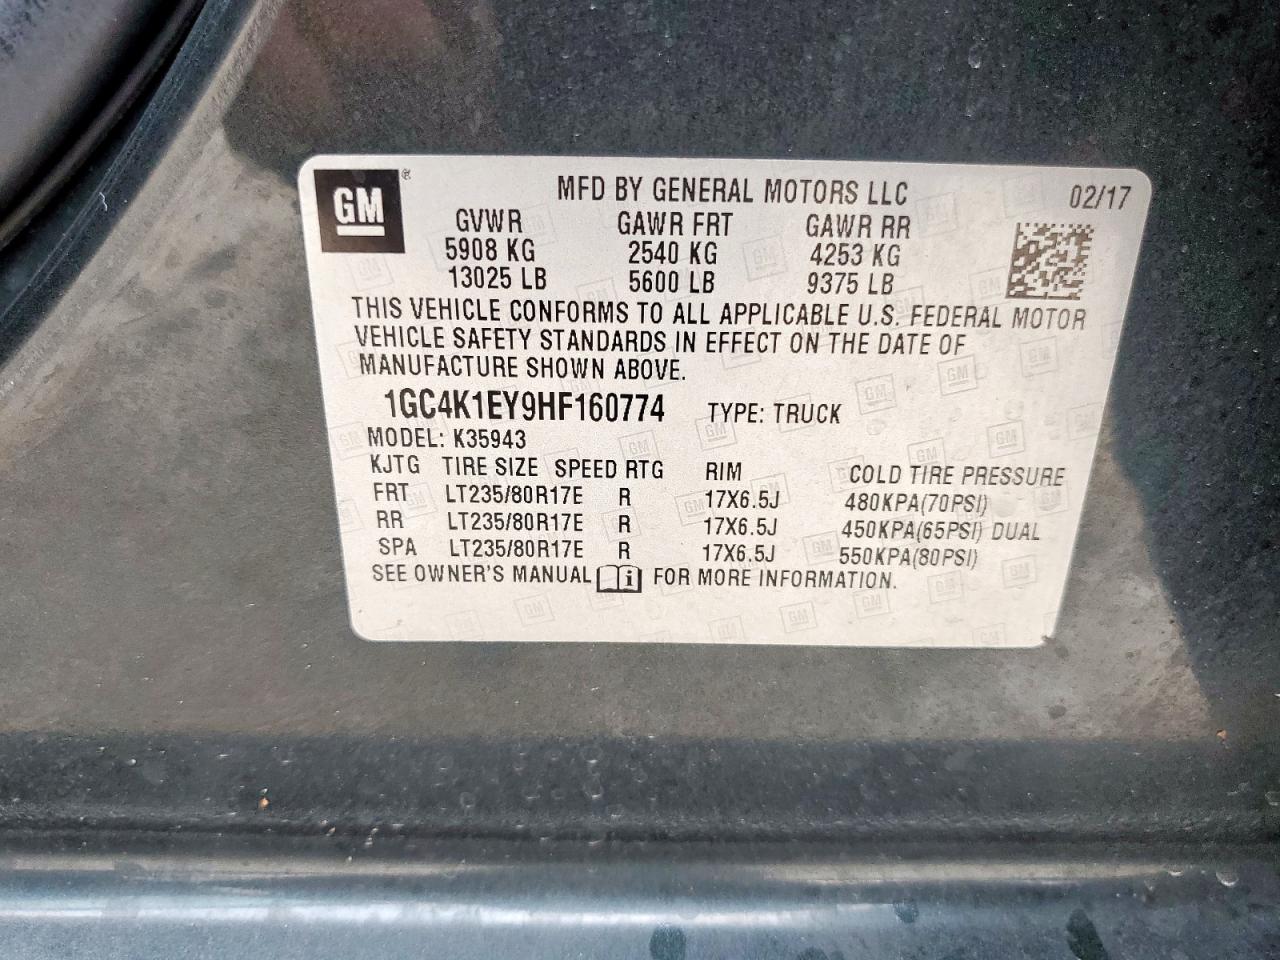 GM®
MFD BY GENERAL MOTORS LLC 02/17
GVWR GAWR FRT GAWR RR
5908 KG 2540 KG 4253 KG
13025 LB 5600 LB 9375 LB
THIS VEHICLE CONFORMS TO ALL APPLICABLE U.S. FEDERAL MOTOR
VEHICLE SAFETY STANDARDS IN EFFECT ON THE DATE OF
MANUFACTURE SHOWN ABOVE.
1GC4K1EY9HF160774 TYPE: TRUCK
MODEL: K35943
KJTG TIRE SIZE SPEED RTG RIM COLD TIRE PRESSURE
FRT LT235/80R17E R 17X6.5J 480KPA(70PSI)
RR LT235/80R17E R 17X6.5J 450KPA(65PSI) DUAL
SPA LT235/80R17E R 17X6.5J 550KPA(80PSI)
SEE OWNER'S MANUAL i FOR MORE INFORMATION.